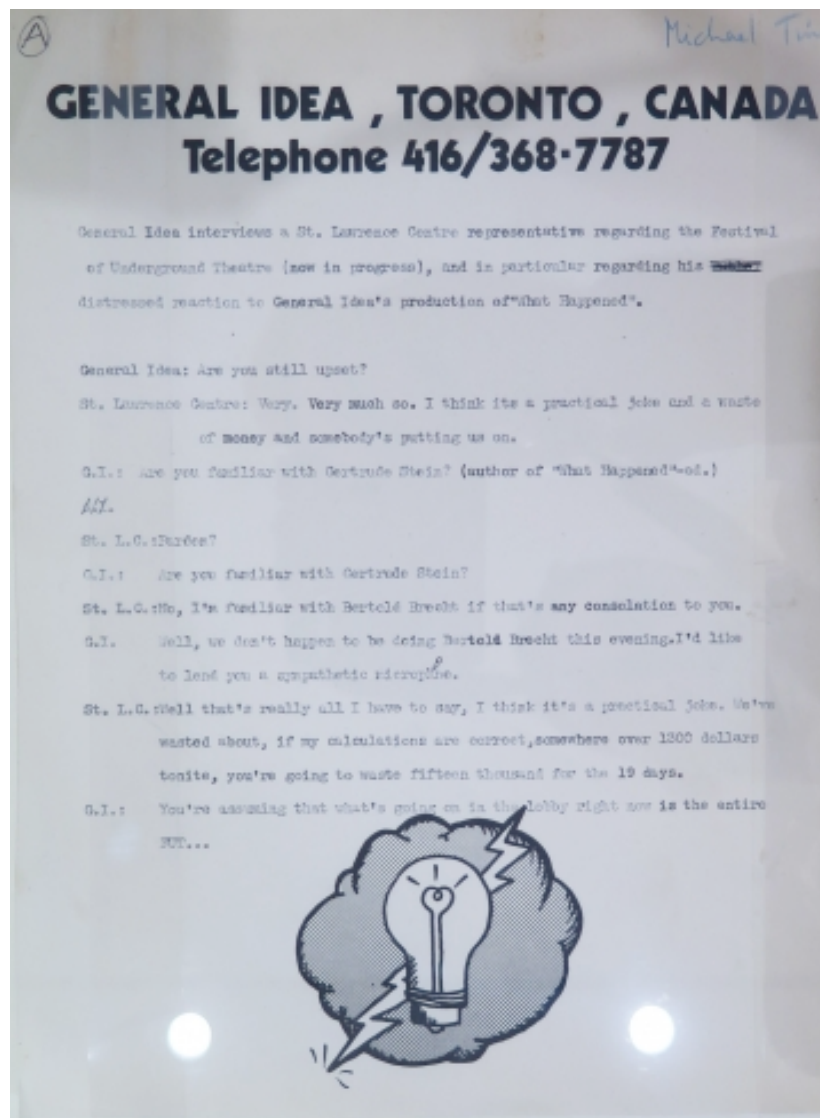 A
Michael Tim
GENERAL IDEA , TORONTO , CANADA
Telephone 416/368·7787
General Idea interviews a St. Lawrence Centre representative regarding the Festival
of Underground Theatre (now in progress), and in particular regarding his
distressed reaction to General Idea's production of"What Happened".
General Idea: Are you still upset?
St. Lawrence Centre: Very. Very much so. I think its a practical joke and a waste
of money and somebody's putting us on.
G.I.: Are you familiar with Gertrude Stein? (author of "What Happened"-ed.)
St. L.C.:Pardon?
G.I.: Are you familiar with Gertrude Stein?
St. L.C.:No, I'm familiar with Bertold Brecht if that's any consolation to you.
G.I. Well, we don't happen to be doing Bertold Brecht this evening.I'd like
to lend you a sympathetic microphone.
St. L.C.:Well that's really all I have to say, I think it's a practical joke. We've
wasted about, if my calculations are correct,somewhere over 1200 dollars
tonite, you're going to waste fifteen thousand for the 19 days.
G.I.: You're assuming that what's going on in the lobby right now is the entire
FUT...